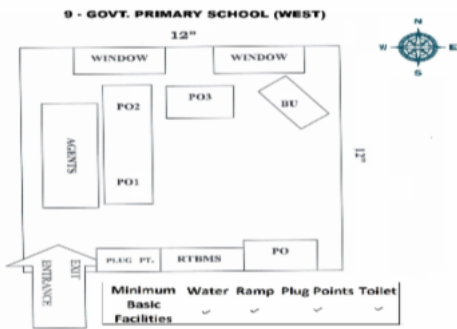 9 - GOVT. PRIMARY SCHOOL (WEST)
12"
N
W E
S
WINDOW WINDOW
PO2 PO3 BU
AGENTS
PO1
12"
EXIT
ENTRANCE
PLUG PT. RTBMS PO
Minimum Basic Facilities Water Ramp Plug Points Toilet